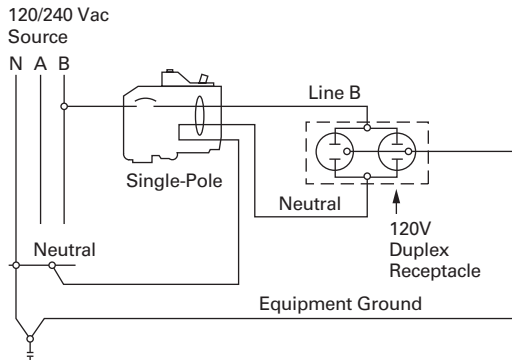 120/240 Vac
Source
N A B
Line B
Single-Pole
Neutral
120V
Duplex
Receptacle
Neutral
Equipment Ground